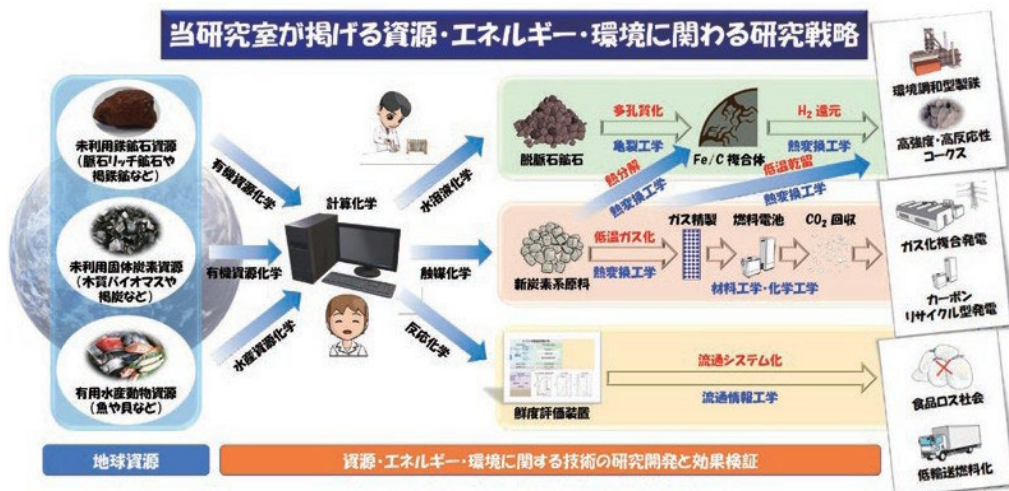 当研究室が掲げる資源・エネルギー・環境に関わる研究戦略
未利用鉄鉱石資源
(脈石リッチ鉱石や
褐鉄鉱など)
未利用固体炭素資源
(木質バイオマスや
褐炭など)
有用水産動物資源
(魚や貝など)
地球資源
有機資源化学
有機資源化学
水産資源化学
計算化学
水溶液化学
触媒化学
反応化学
脱脈石鉱石
多孔質化
亀裂工学
Fe/C 複合体
H2 還元
熱変換工学
熱分解
熱変換工学
低温乾留
熱変換工学
新炭素系原料
低温ガス化
熱変換工学
ガス精製
燃料電池
CO2 回収
材料工学・化学工学
鮮度評価装置
流通システム化
流通情報工学
資源・エネルギー・環境に関する技術の研究開発と効果検証
環境調和型製鉄
高強度・高反応性
コークス
ガス化複合発電
カーボン
リサイクル型発電
食品ロス社会
低輸送燃料化